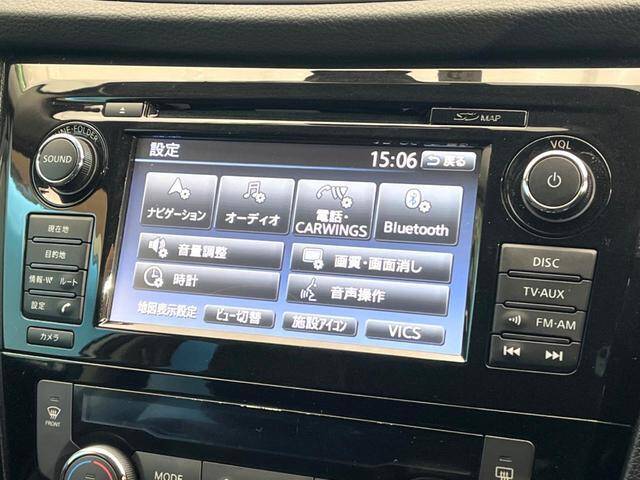 SD MAP
TUNE・FOLDER
SOUND
VOL
設定
15:06
戻る
ナビゲーション
オーディオ
電話・
CARWINGS
Bluetooth
音量調整
画質・画面消し
時計
音声操作
地図表示設定
ビュー切替
施設アイコン
VICS
現在地
目的地
情報・VV
ルート
設定
カメラ
DISC
TV・AUX
FM・AM
FRONT
MODE